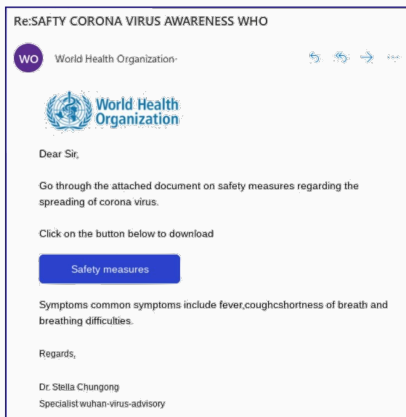 Re:SAFTY CORONA VIRUS AWARENESS WHO
WO World Health Organization-
World Health
Organization
Dear Sir,
Go through the attached document on safety measures regarding the
spreading of corona virus.
Click on the button below to download
Safety measures
Symptoms common symptoms include fever,coughcshortness of breath and
breathing difficulties.
Regards,
Dr. Stella Chungong
Specialist wuhan-virus-advisory